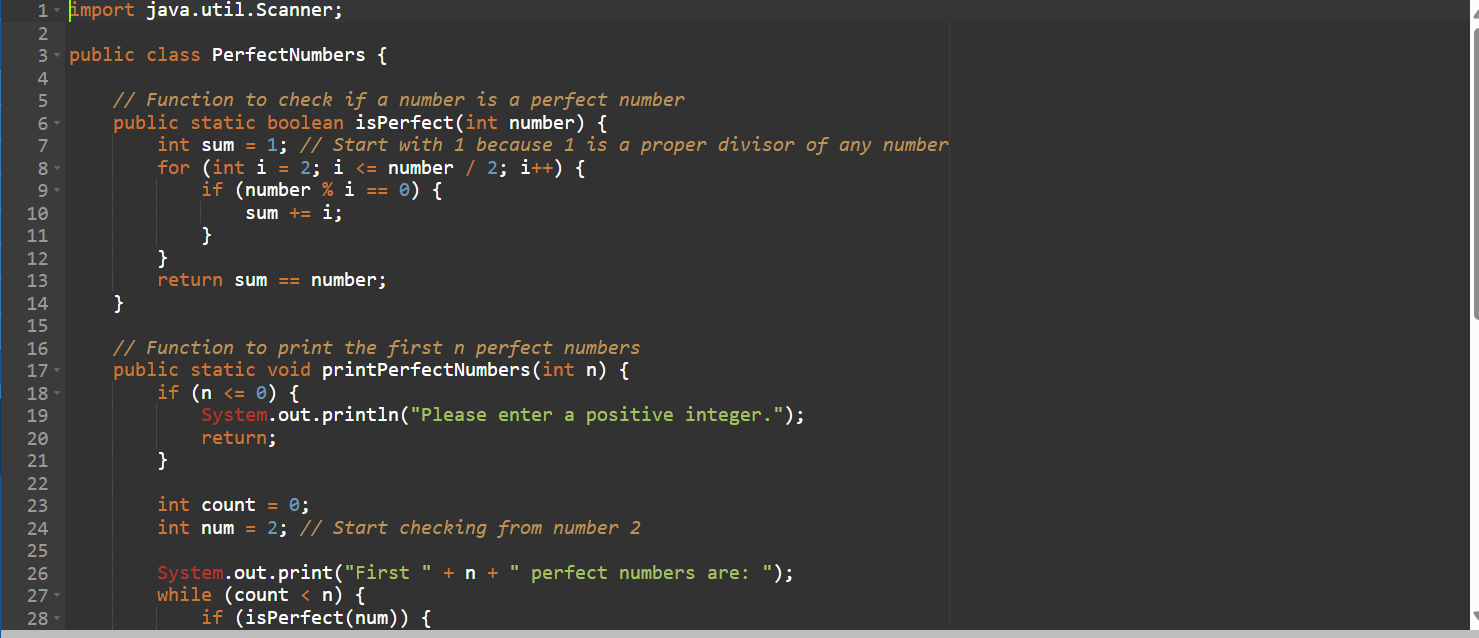 1 import java.util.Scanner;
2
3 public class PerfectNumbers {
4
5     // Function to check if a number is a perfect number
6     public static boolean isPerfect(int number) {
7         int sum = 1; // Start with 1 because 1 is a proper divisor of any number
8         for (int i = 2; i <= number / 2; i++) {
9             if (number % i == 0) {
10                 sum += i;
11             }
12         }
13         return sum == number;
14     }
15
16     // Function to print the first n perfect numbers
17     public static void printPerfectNumbers(int n) {
18         if (n <= 0) {
19             System.out.println("Please enter a positive integer.");
20             return;
21         }
22
23         int count = 0;
24         int num = 2; // Start checking from number 2
25
26         System.out.print("First " + n + " perfect numbers are: ");
27         while (count < n) {
28             if (isPerfect(num)) {